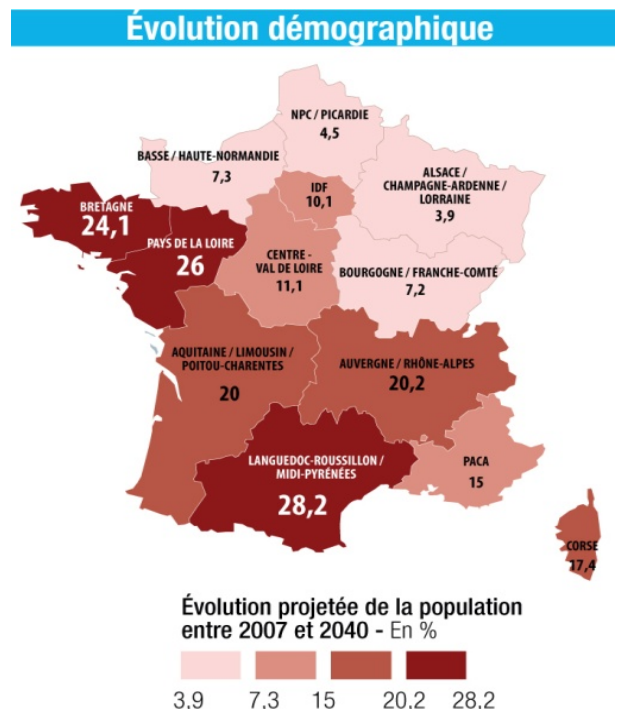 Évolution démographique
NPC / PICARDIE
4,5
BASSE / HAUTE-NORMANDIE
7,3
IDF
10,1
ALSACE /
CHAMPAGNE-ARDENNE /
LORRAINE
3,9
BRETAGNE
24,1
PAYS DE LA LOIRE
26
CENTRE -
VAL DE LOIRE
11,1
BOURGOGNE / FRANCHE-COMTÉ
7,2
AQUITAINE / LIMOUSIN /
POITOU-CHARENTES
20
AUVERGNE / RHÔNE-ALPES
20,2
LANGUEDOC-ROUSSILLON /
MIDI-PYRÉNÉES
28,2
PACA
15
CORSE
17,4
Évolution projetée de la population
entre 2007 et 2040 - En %
3,9 7,3 15 20,2 28,2